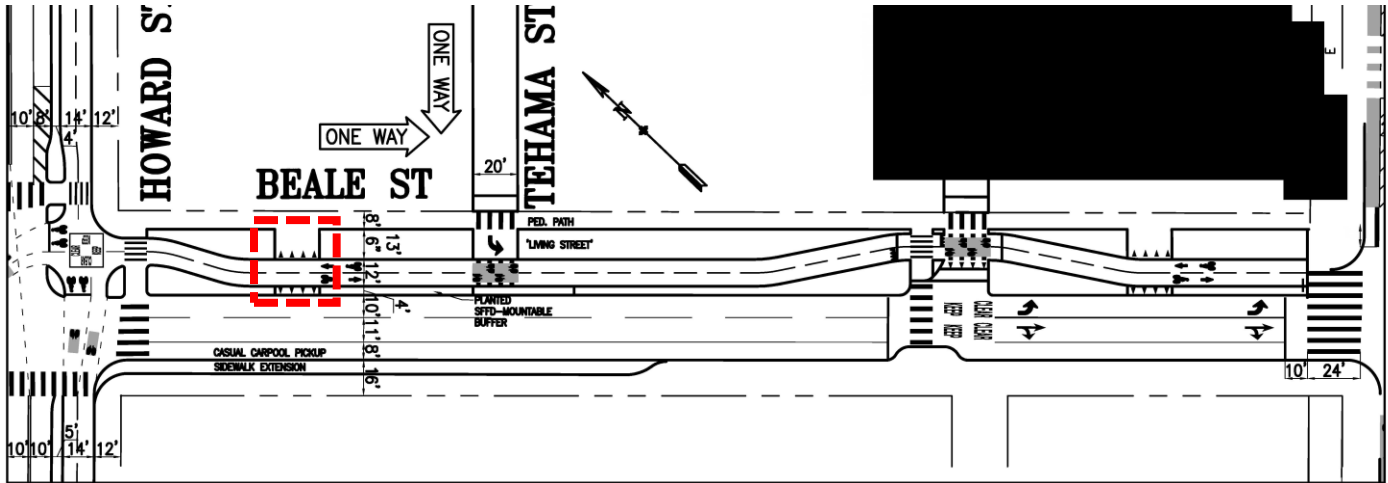 HOWARD ST
BEALE ST
TEHAMA ST
ONE WAY
ONE WAY
N
E
10' 8' 14' 12'
4'
20'
8'
6"
13'
12'
4'
10'
11'
8'
16'
PED. PATH
'LIVING STREET'
PLANTED
SFFD-MOUNTABLE
BUFFER
KEEP CLEAR
KEEP CLEAR
CASUAL CARPOOL PICKUP
SIDEWALK EXTENSION
10' 24'
5'
10' 10' 14' 12'